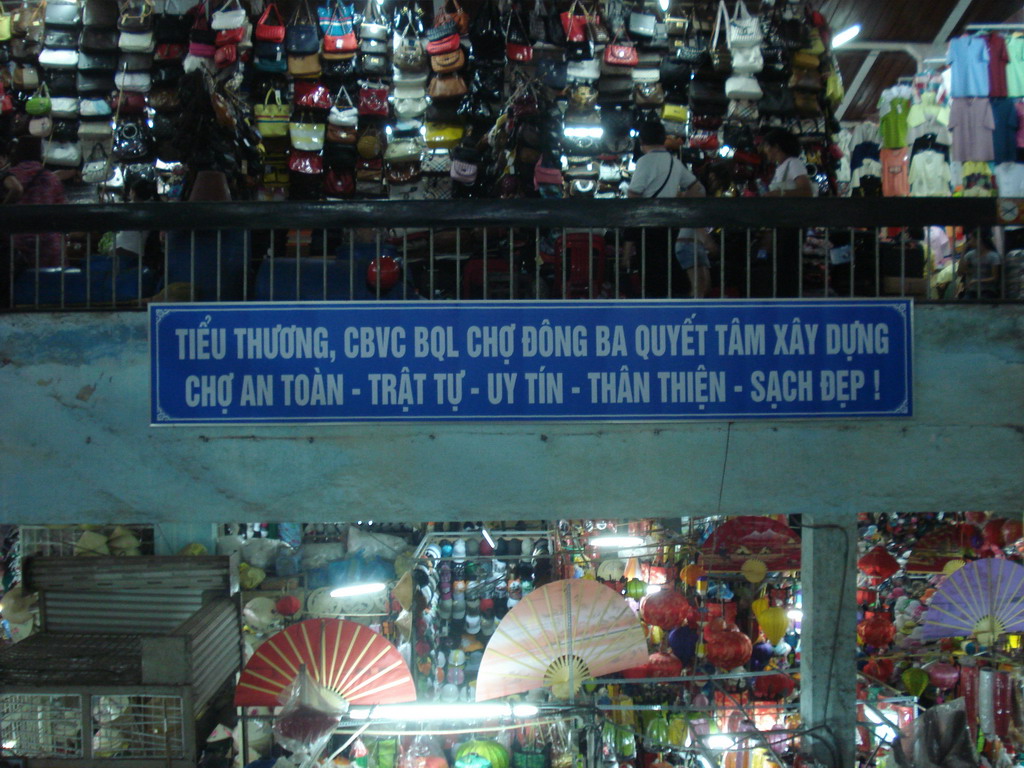 TIỂU THƯƠNG, CBVC BQL CHỢ ĐÔNG BA QUYẾT TÂM XÂY DỰNG
CHỢ AN TOÀN - TRẬT TỰ - UY TÍN - THÂN THIỆN - SẠCH ĐẸP !